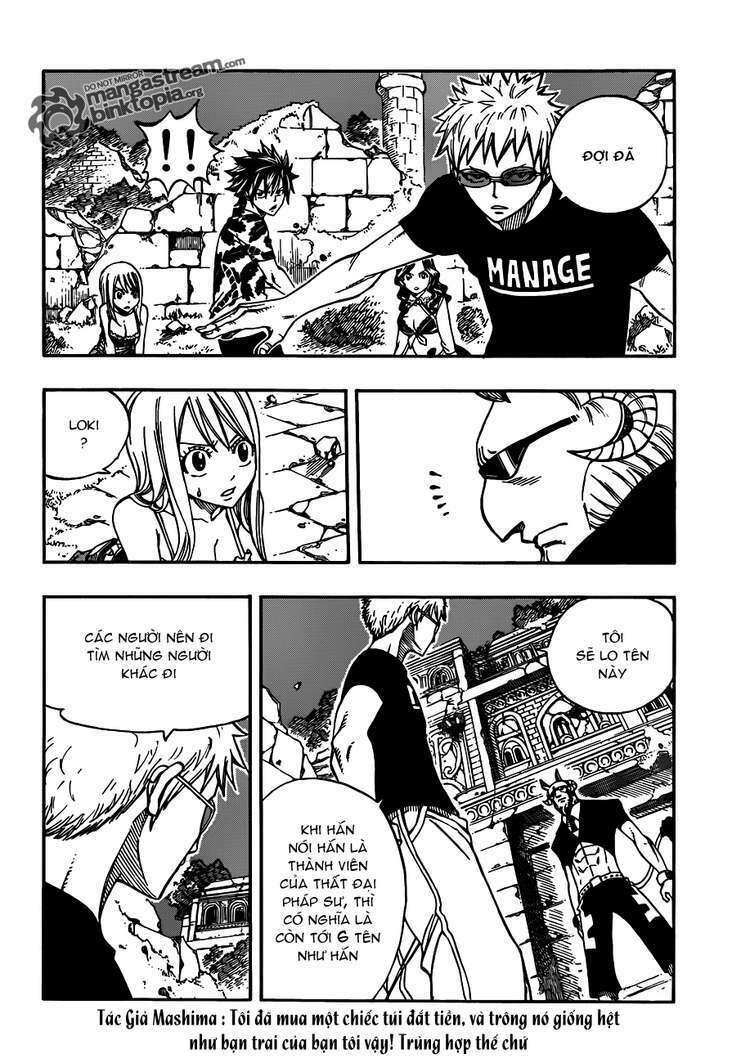 DO NOT MIRROR
mangastream.com
binktopia.org
!!
ĐỢI ĐÃ
MANAGE
LOKI
?
TÔI
SẼ LO TÊN
NÀY
CÁC NGƯỜI NÊN ĐI
TÌM NHỮNG NGƯỜI
KHÁC ĐI
KHI HẮN
NÓI HẮN LÀ
THÀNH VIÊN
CỦA THẤT ĐẠI
PHÁP SƯ, THÌ
CÓ NGHĨA LÀ
CÒN TỚI 6 TÊN
NHƯ HẮN
Tác Giả Mashima : Tôi đã mua một chiếc túi đắt tiền, và trông nó giống hệt
như bạn trai của bạn tôi vậy! Trùng hợp thế chứ